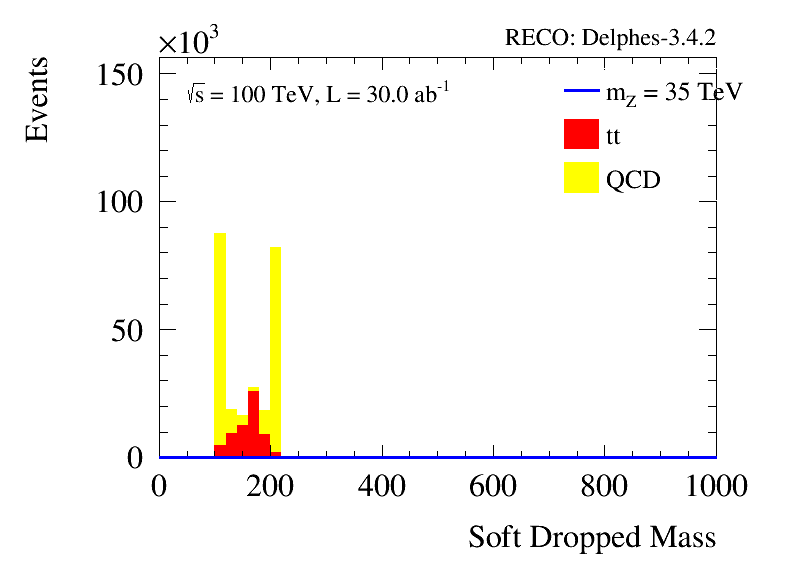 ×10³
RECO: Delphes-3.4.2
Events
√s = 100 TeV, L = 30.0 ab⁻¹
m_Z = 35 TeV
tt
QCD
150
100
50
0
0 200 400 600 800 1000
Soft Dropped Mass